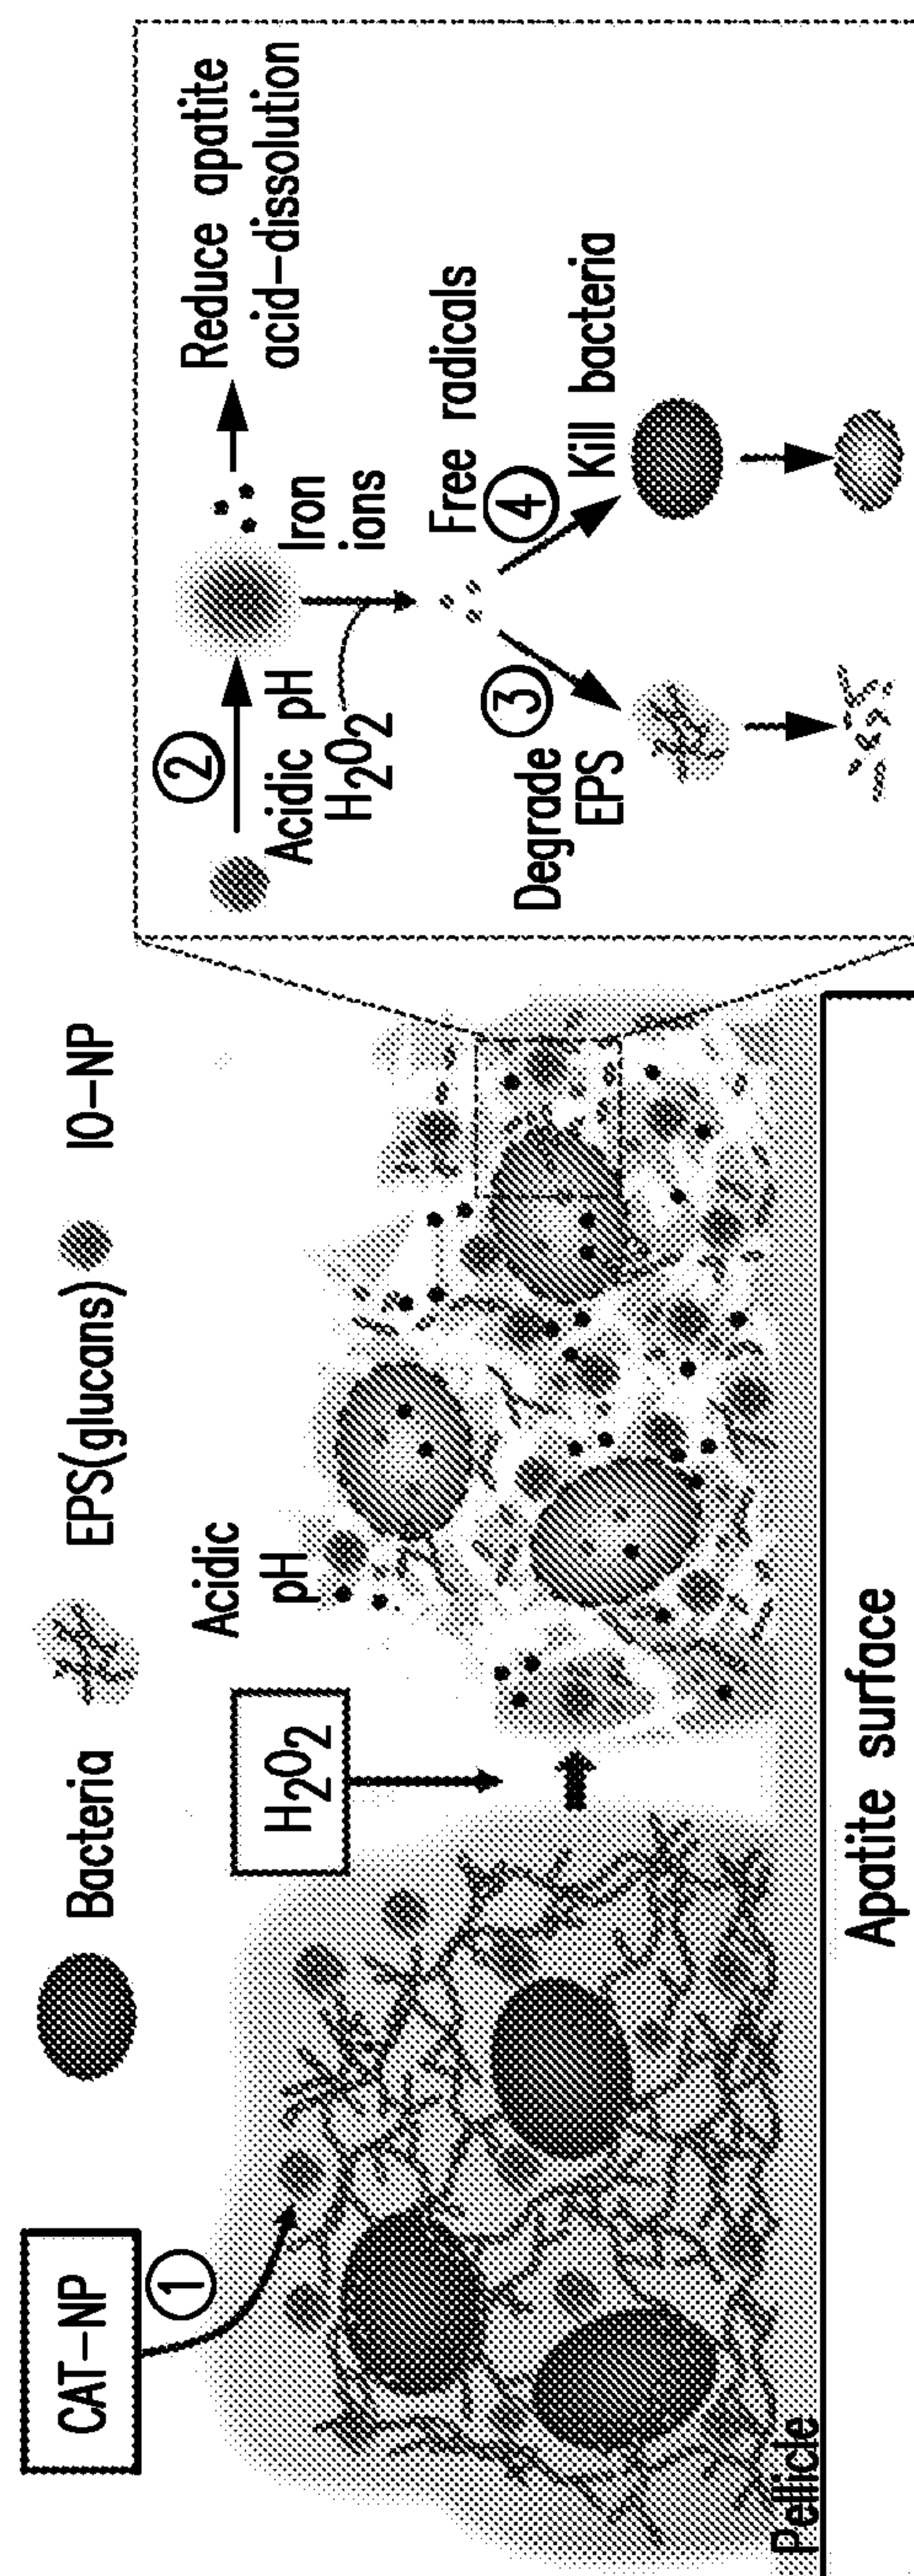 Bacteria
EPS(glucans)
IO-NP
CAT-NP
1
H2O2
Acidic
pH
Pellicle
Apatite surface
2
Acidic pH
H2O2
Iron
ions
Reduce apatite
acid-dissolution
Free radicals
3
Degrade
EPS
4
Kill bacteria